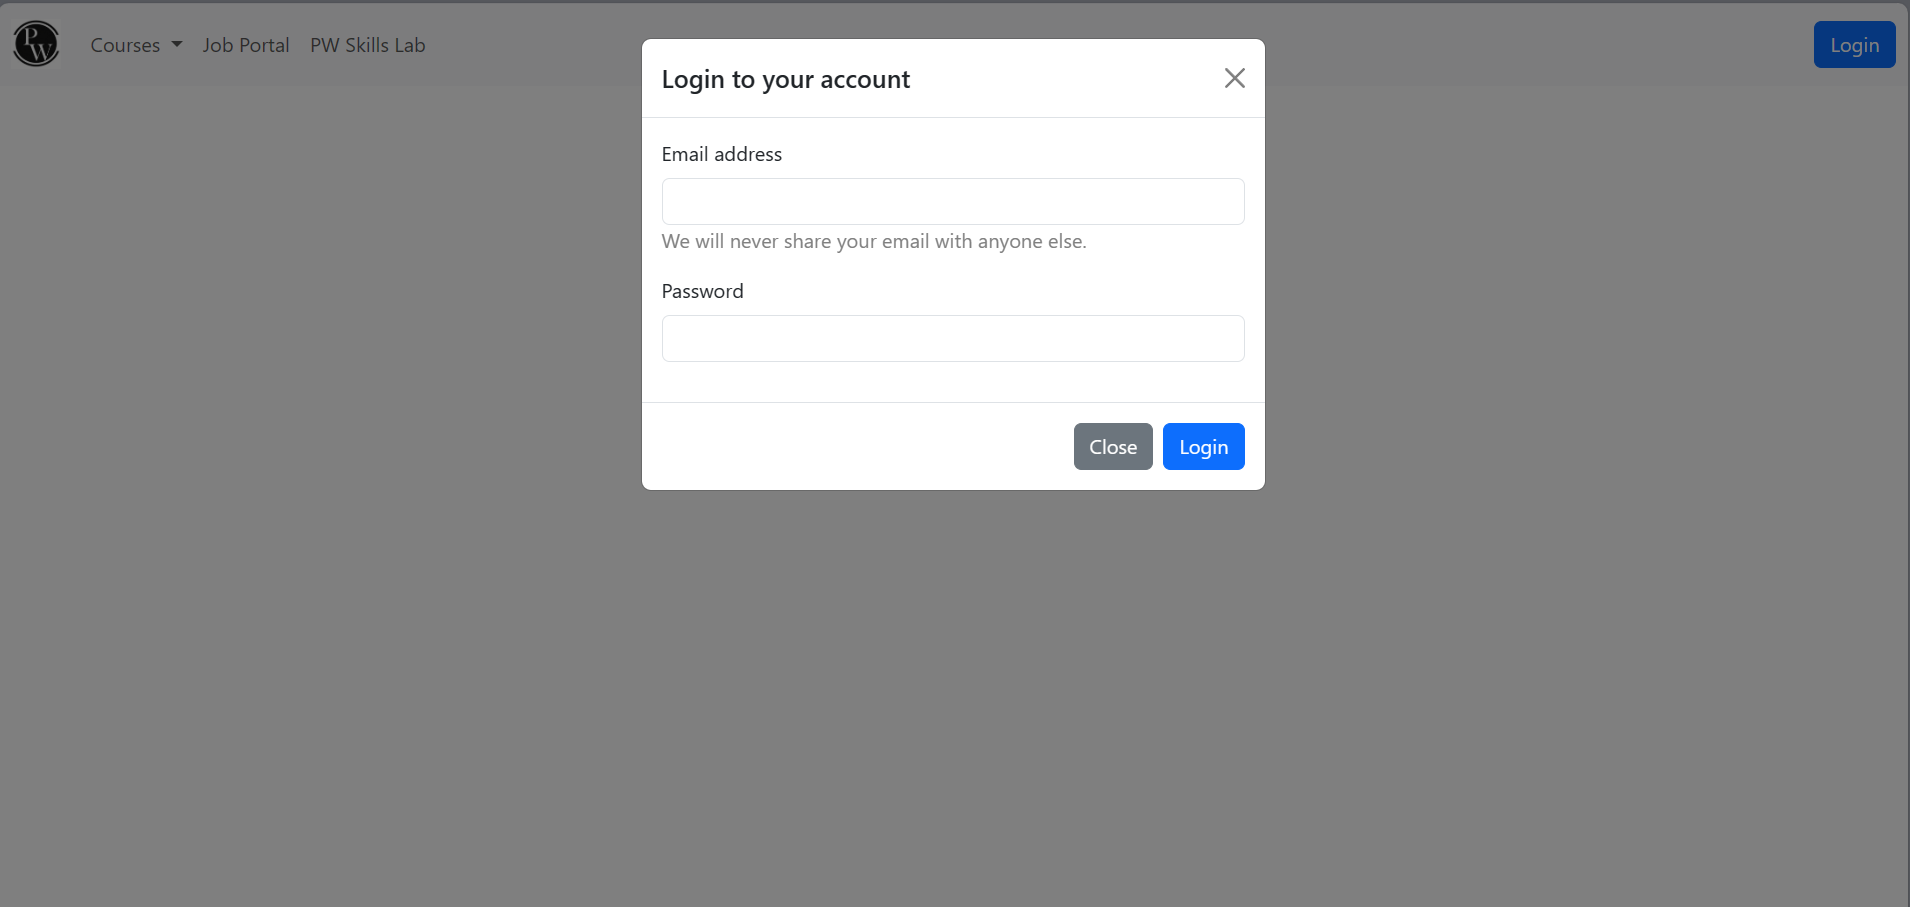 PW
Courses Job Portal PW Skills Lab Login
Login to your account
Email address
We will never share your email with anyone else.
Password
Close Login